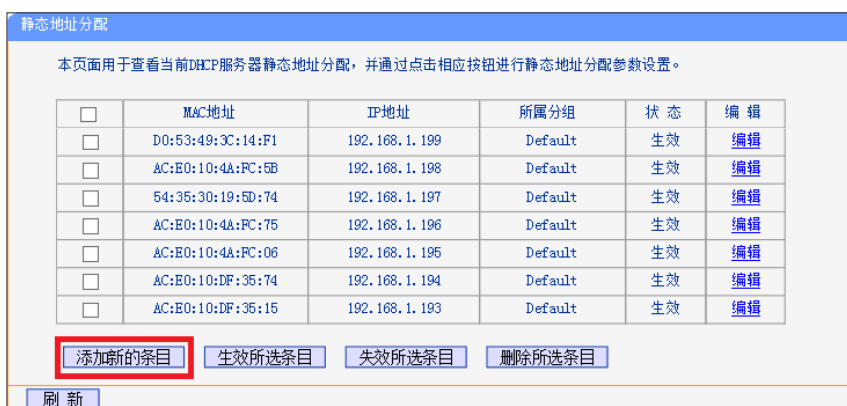 静态地址分配
本页面用于查看当前DHCP服务器静态地址分配，并通过点击相应按钮进行静态地址分配参数设置。
MAC地址 IP地址 所属分组 状 态 编 辑
D0:53:49:3C:14:F1 192.168.1.199 Default 生效 编辑
AC:E0:10:4A:FC:5B 192.168.1.198 Default 生效 编辑
54:35:30:19:5D:74 192.168.1.197 Default 生效 编辑
AC:E0:10:4A:FC:75 192.168.1.196 Default 生效 编辑
AC:E0:10:4A:FC:06 192.168.1.195 Default 生效 编辑
AC:E0:10:DF:35:74 192.168.1.194 Default 生效 编辑
AC:E0:10:DF:35:15 192.168.1.193 Default 生效 编辑
添加新的条目 生效所选条目 失效所选条目 删除所选条目
刷 新